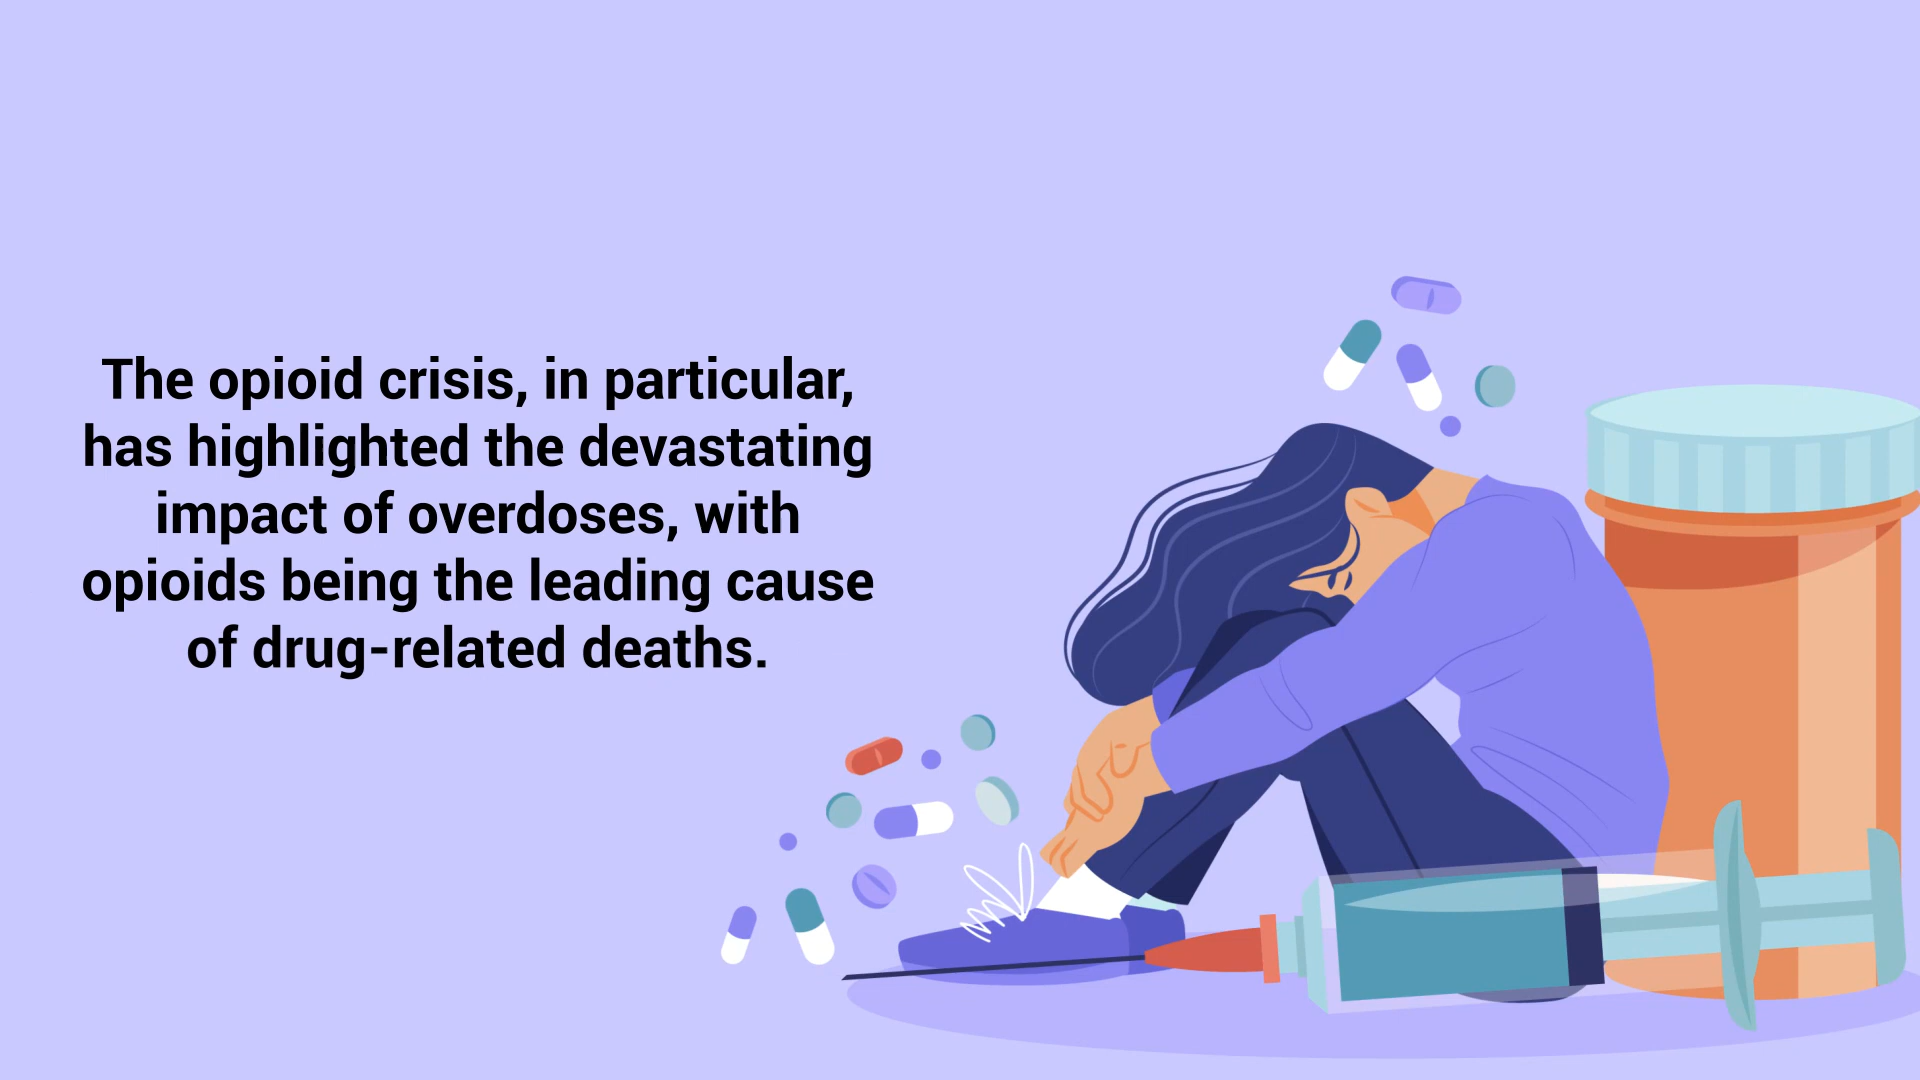 The opioid crisis, in particular,
has highlighted the devastating
impact of overdoses, with
opioids being the leading cause
of drug-related deaths.